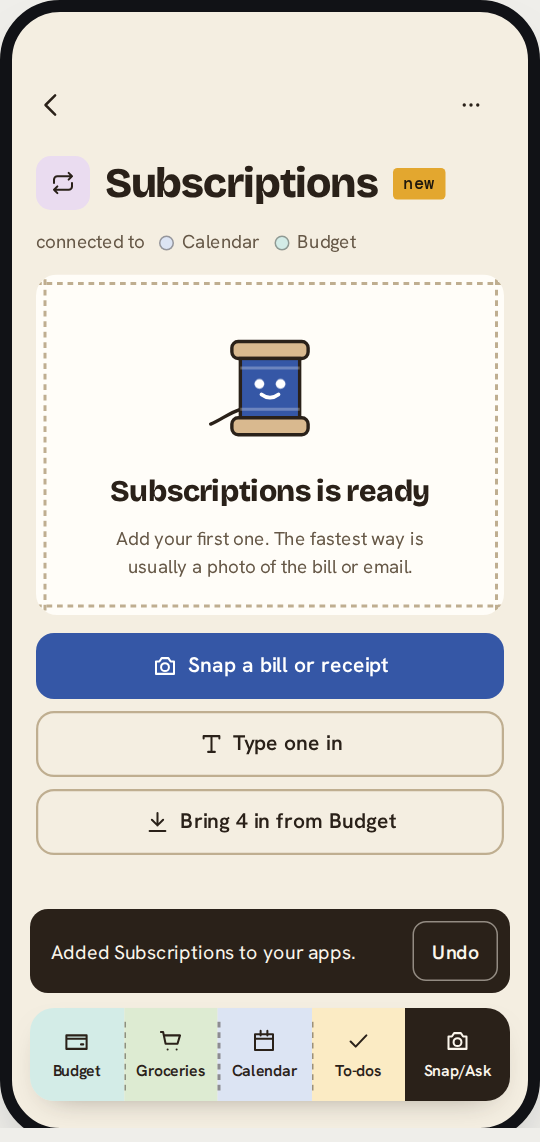 Subscriptions new
connected to Calendar Budget
Subscriptions is ready
Add your first one. The fastest way is
usually a photo of the bill or email.
Snap a bill or receipt
Type one in
Bring 4 in from Budget
Added Subscriptions to your apps. Undo
Budget Groceries Calendar To-dos Snap/Ask